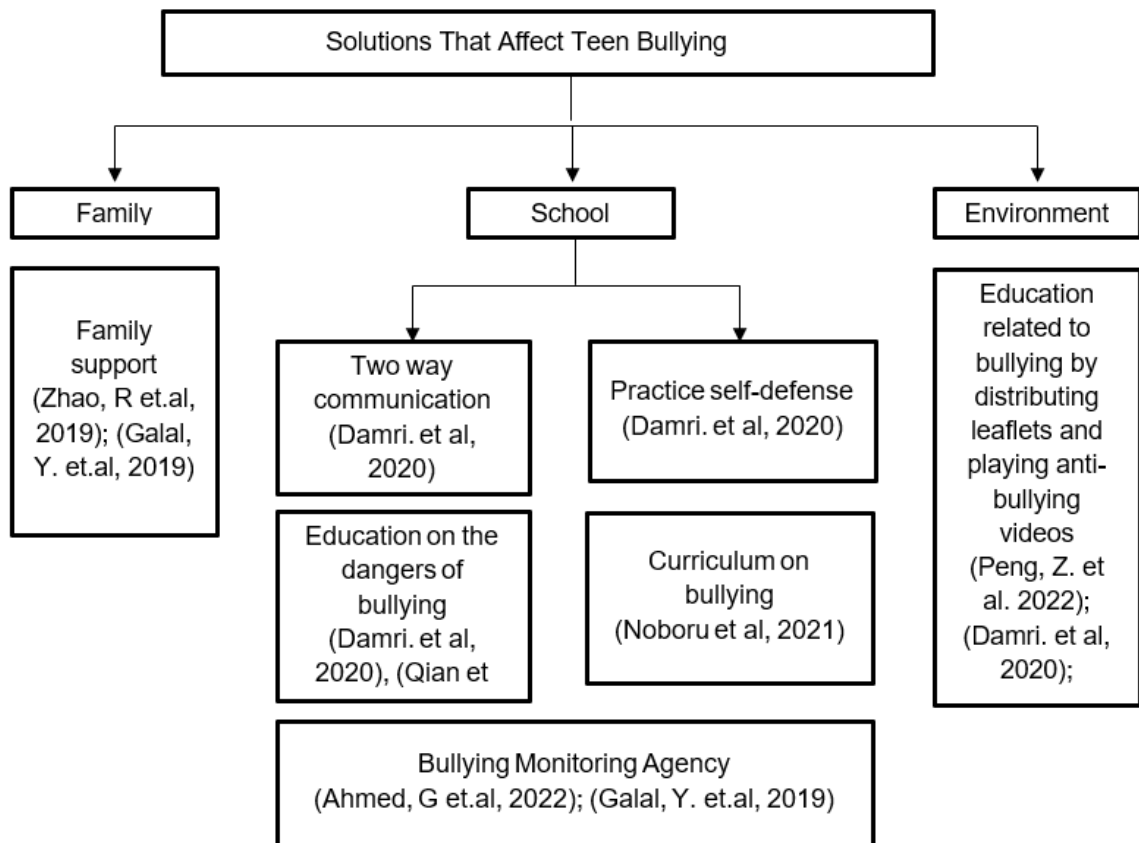 Solutions That Affect Teen Bullying
Family
School
Environment
Family
support
(Zhao, R et.al,
2019); (Galal,
Y. et.al, 2019)
Two way
communication
(Damri. et al,
2020)
Practice self-defense
(Damri. et al, 2020)
Education on the
dangers of
bullying
(Damri. et al,
2020), (Qian et
Curriculum on
bullying
(Noboru et al, 2021)
Bullying Monitoring Agency
(Ahmed, G et.al, 2022); (Galal, Y. et.al, 2019)
Education
related to
bullying by
distributing
leaflets and
playing anti-
bullying
videos
(Peng, Z. et
al. 2022);
(Damri. et al,
2020);